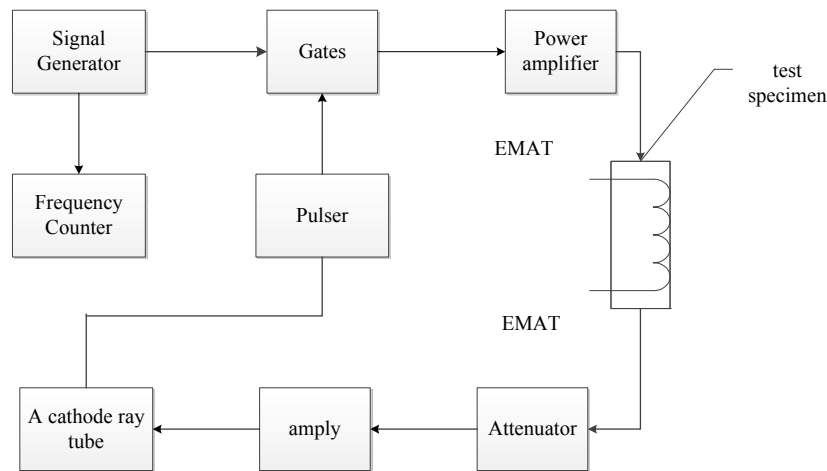 Signal
Generator
Gates
Power
amplifier
test
specimen
EMAT
Frequency
Counter
Pulser
EMAT
A cathode ray
tube
amply
Attenuator